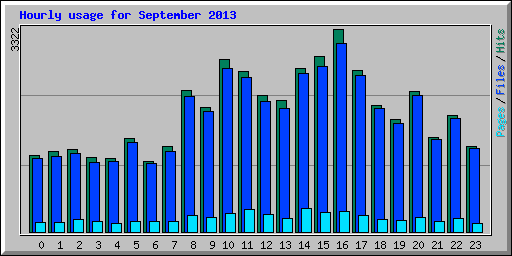 Hourly usage for September 2013
3322
Pages/Files/Hits
0 1 2 3 4 5 6 7 8 9 10 11 12 13 14 15 16 17 18 19 20 21 22 23